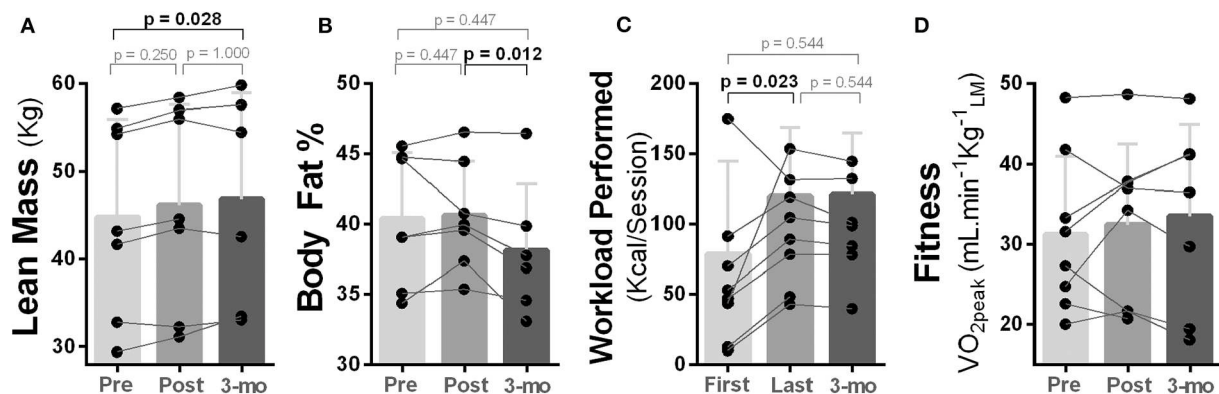 A
p = 0.028
p = 0.250
p = 1.000
Lean Mass (Kg)
60
50
40
30
Pre Post 3-mo
B
p = 0.447
p = 0.447
p = 0.012
Body Fat %
50
45
40
35
30
Pre Post 3-mo
C
p = 0.544
p = 0.023
p = 0.544
Workload Performed
(Kcal/Session)
200
150
100
50
0
First Last 3-mo
D
Fitness
VO2peak (mL.min⁻¹Kg⁻¹LM)
50
40
30
20
Pre Post 3-mo